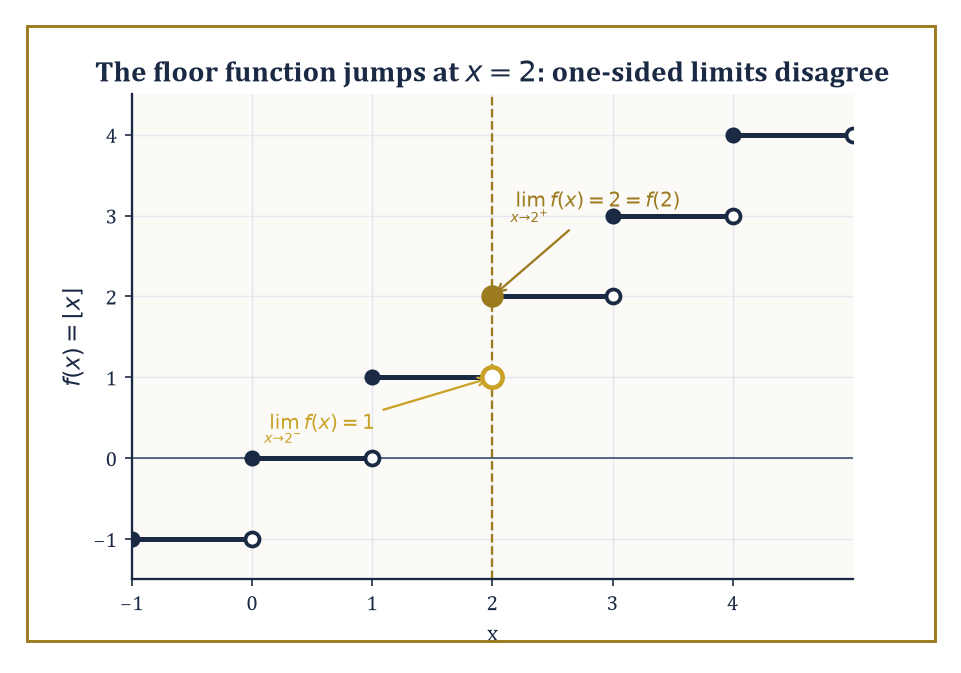 The floor function jumps at x = 2: one-sided limits disagree
4
3
2
1
0
−1
f(x) = ⌊x⌋
lim f(x) = 2 = f(2)
x→2⁺
lim f(x) = 1
x→2⁻
−1 0 1 2 3 4
x